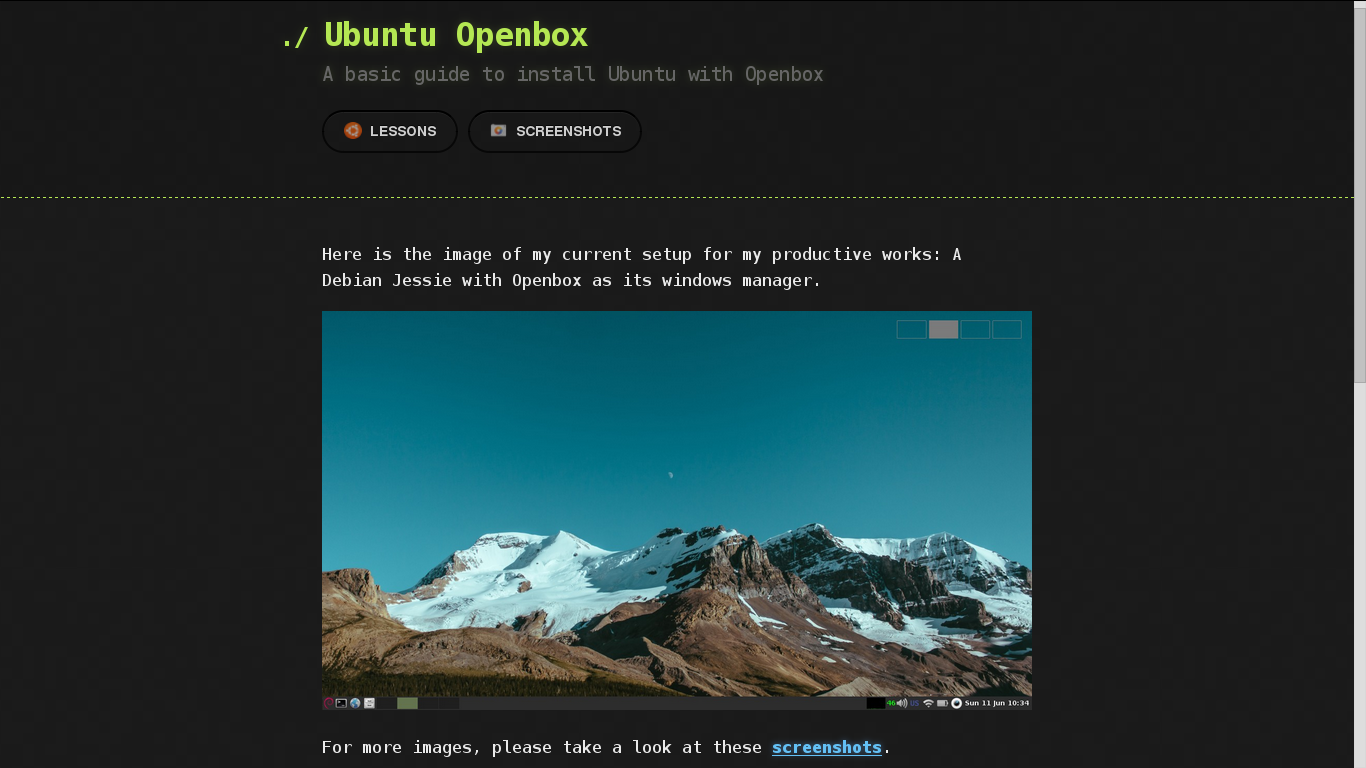 ./ Ubuntu Openbox
A basic guide to install Ubuntu with Openbox
LESSONS SCREENSHOTS
Here is the image of my current setup for my productive works: A
Debian Jessie with Openbox as its windows manager.
46 US Sun 11 Jun 10:34
For more images, please take a look at these screenshots.